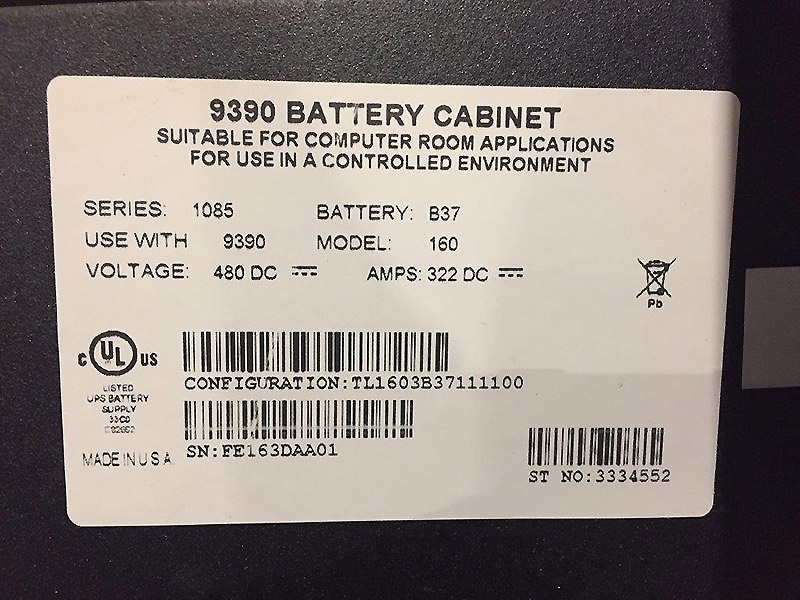 9390 BATTERY CABINET
SUITABLE FOR COMPUTER ROOM APPLICATIONS
FOR USE IN A CONTROLLED ENVIRONMENT
SERIES: 1085 BATTERY: B37
USE WITH 9390 MODEL: 160
VOLTAGE: 480 DC AMPS: 322 DC
Pb
C UL US
LISTED
UPS BATTERY
SUPPLY
33C0
MADE IN U S A
CONFIGURATION:TL1603B37111100
SN:FE163DAA01
ST NO:3334552